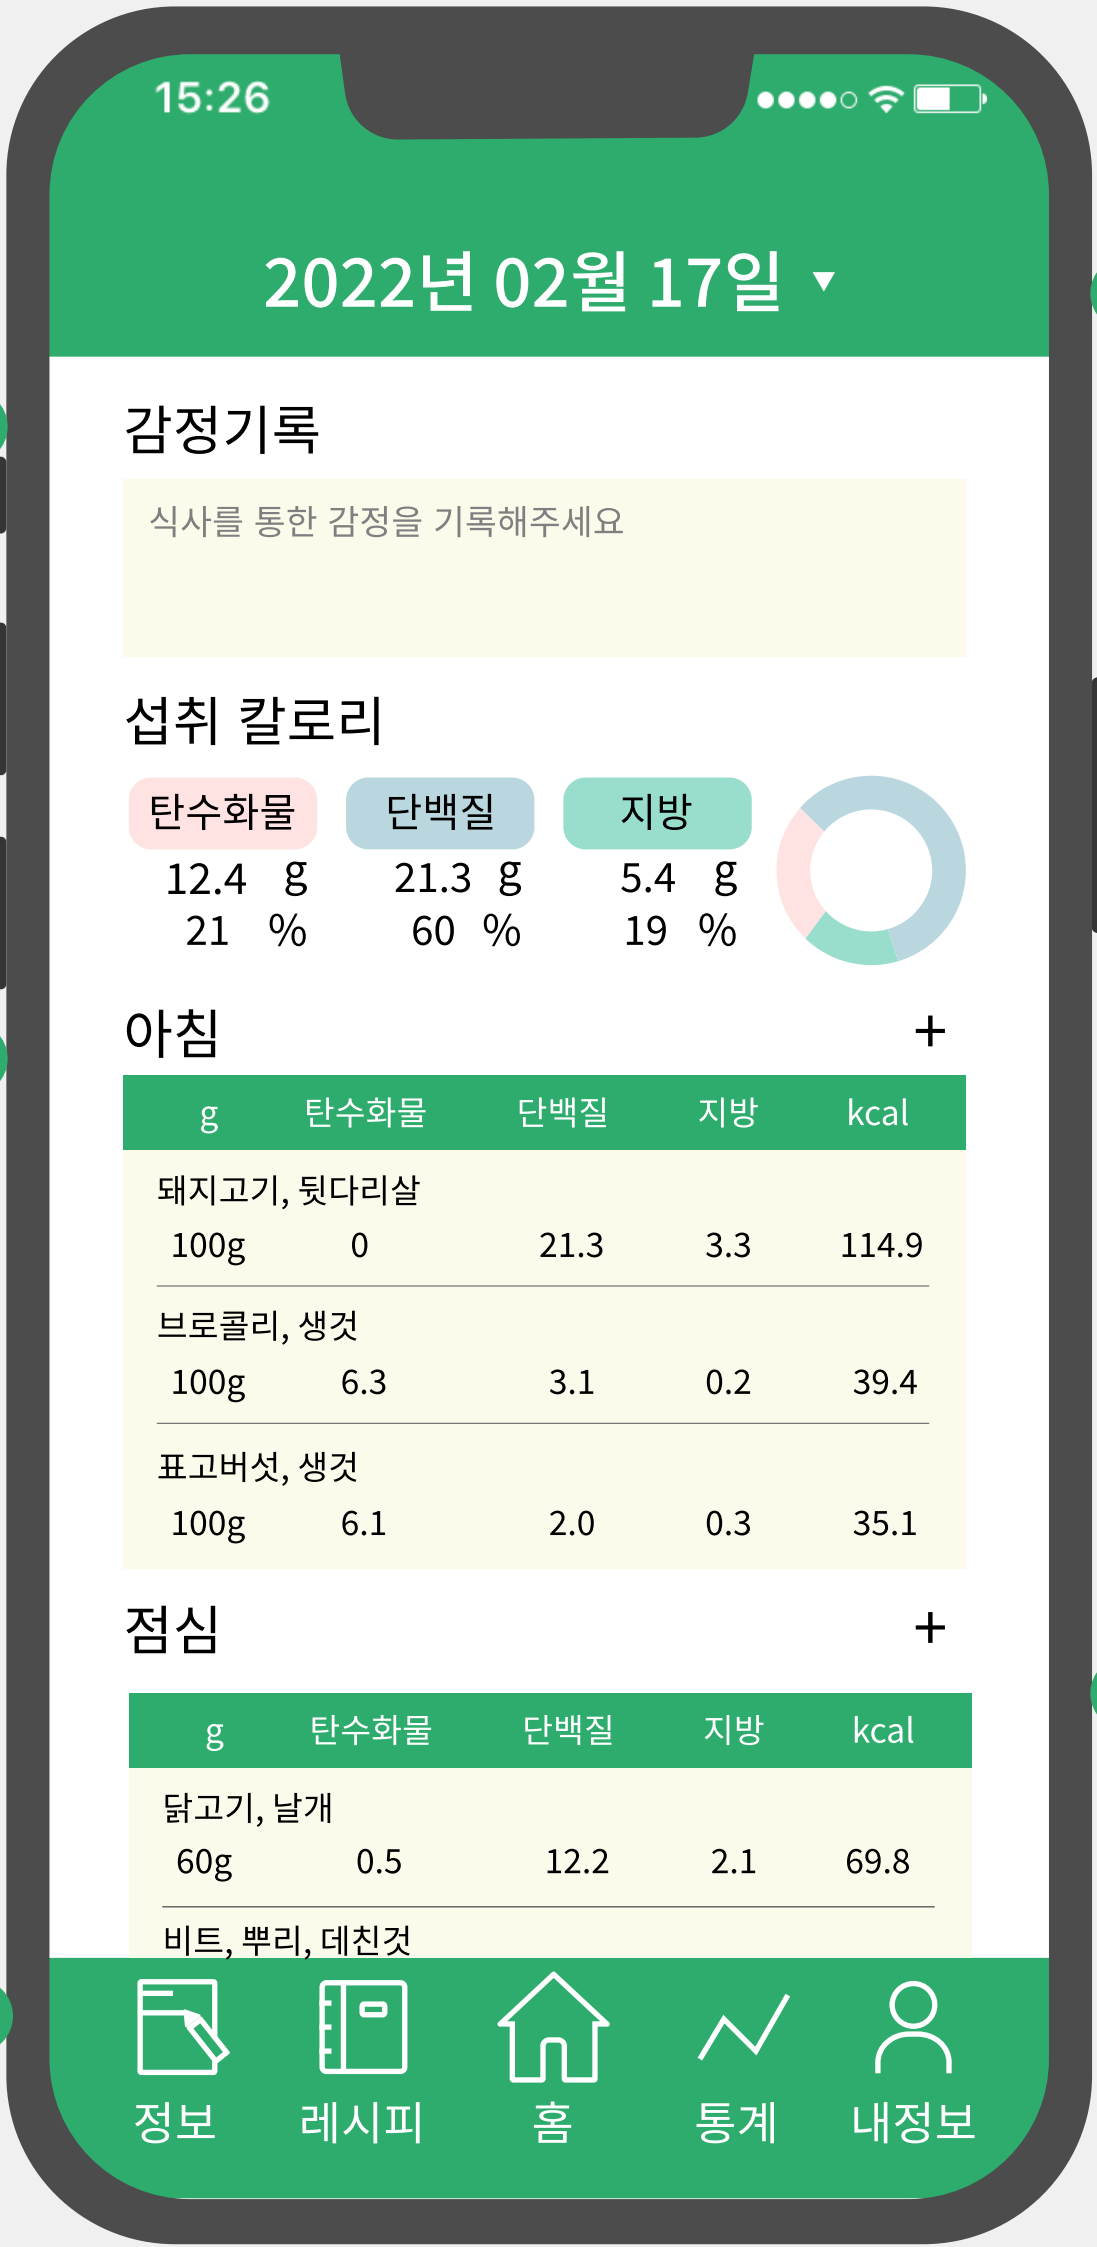 15:26
2022년 02월 17일
감정기록
식사를 통한 감정을 기록해주세요
섭취 칼로리
탄수화물 단백질 지방
12.4 g 21.3 g 5.4 g
21 % 60 % 19 %
아침 +
g 탄수화물 단백질 지방 kcal
돼지고기, 뒷다리살
100g 0 21.3 3.3 114.9
브로콜리, 생것
100g 6.3 3.1 0.2 39.4
표고버섯, 생것
100g 6.1 2.0 0.3 35.1
점심 +
g 탄수화물 단백질 지방 kcal
닭고기, 날개
60g 0.5 12.2 2.1 69.8
비트, 뿌리, 데친것
정보 레시피 홈 통계 내정보